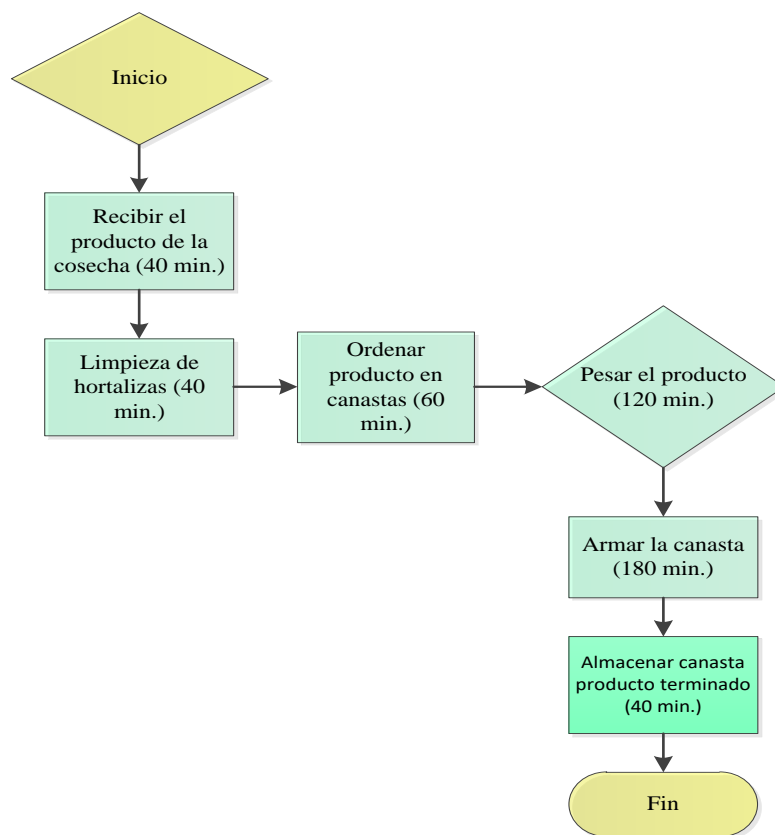 Inicio
Recibir el
producto de la
cosecha (40 min.)
Limpieza de
hortalizas (40
min.)
Ordenar
producto en
canastas (60
min.)
Pesar el producto
(120 min.)
Armar la canasta
(180 min.)
Almacenar canasta
producto terminado
(40 min.)
Fin